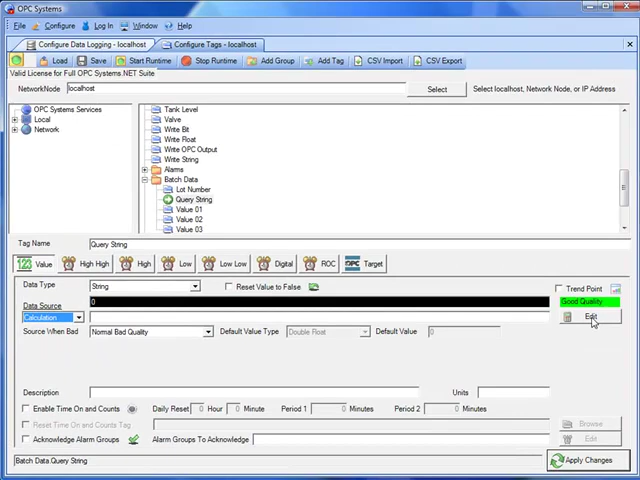 OPC Systems
File Configure Log In Window Help
Configure Data Logging - localhost Configure Tags - localhost
Load Save Start Runtime Stop Runtime Add Group Add Tag CSV Import CSV Export
Valid License for Full OPC Systems.NET Suite
NetworkNode localhost Select Select localhost, Network Node, or IP Address
OPC Systems Services
Local
Network
Tank Level
Valve
Write Bit
Write Float
Write OPC Output
Write String
Alarms
Batch Data
Lot Number
Query String
Value 01
Value 02
Value 03
Tag Name Query String
123 Value High High High Low Low Low Digital ROC OPC Target
Data Type String Reset Value to False Trend Point
Data Source 0 Good Quality
Calculation Edit
Source When Bad Normal Bad Quality Default Value Type Double Float Default Value 0
Description Units
Enable Time On and Counts Daily Reset 0 Hour 0 Minute Period 1 0 Minutes Period 2 0 Minutes
Reset Time On and Counts Tag Browse
Acknowledge Alarm Groups Alarm Groups To Acknowledge Edit
Batch Data.Query String Apply Changes